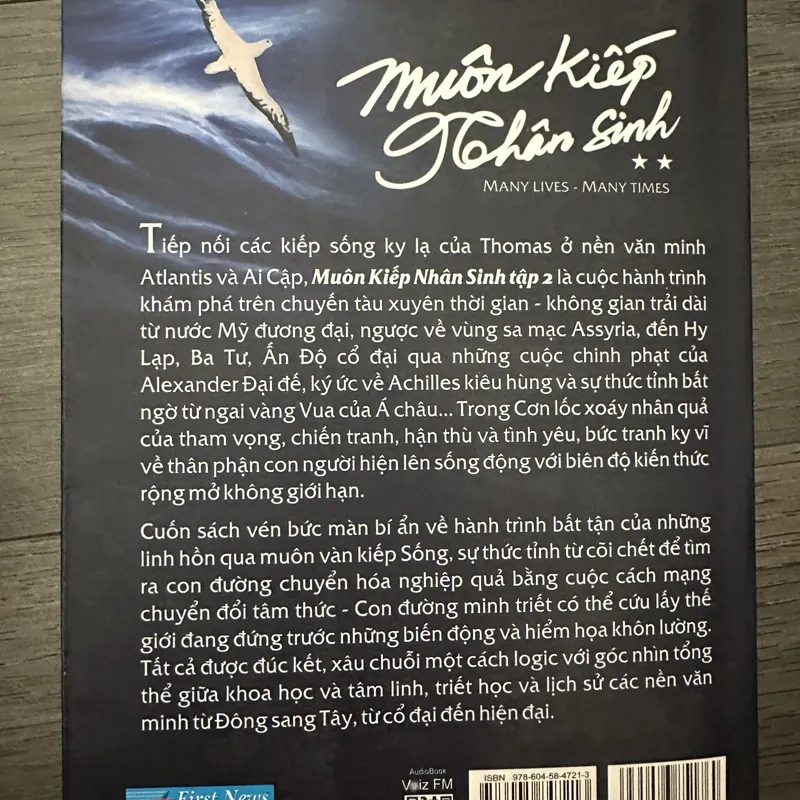 Muôn Kiếp
Nhân Sinh
★ ★
MANY LIVES - MANY TIMES
Tiếp nối các kiếp sống kỳ lạ của Thomas ở nền văn minh
Atlantis và Ai Cập, Muôn Kiếp Nhân Sinh tập 2 là cuộc hành trình
khám phá trên chuyến tàu xuyên thời gian - không gian trải dài
từ nước Mỹ đương đại, ngược về vùng sa mạc Assyria, đến Hy
Lạp, Ba Tư, Ấn Độ cổ đại qua những cuộc chinh phạt của
Alexander Đại đế, ký ức về Achilles kiêu hùng và sự thức tỉnh bất
ngờ từ ngai vàng Vua của Á châu... Trong Cơn lốc xoáy nhân quả
của tham vọng, chiến tranh, hận thù và tình yêu, bức tranh kỳ vĩ
về thân phận con người hiện lên sống động với biên độ kiến thức
rộng mở không giới hạn.
Cuốn sách vén bức màn bí ẩn về hành trình bất tận của những
linh hồn qua muôn vàn kiếp Sống, sự thức tỉnh từ cõi chết để tìm
ra con đường chuyển hóa nghiệp quả bằng cuộc cách mạng
chuyển đổi tâm thức - Con đường minh triết có thể cứu lấy thế
giới đang đứng trước những biến động và hiểm họa khôn lường.
Tất cả được đúc kết, xâu chuỗi một cách logic với góc nhìn tổng
thể giữa khoa học và tâm linh, triết học và lịch sử các nền văn
minh từ Đông sang Tây, từ cổ đại đến hiện đại.
First News
AudioBook
Voiz FM
ISBN 978-604-58-4721-3